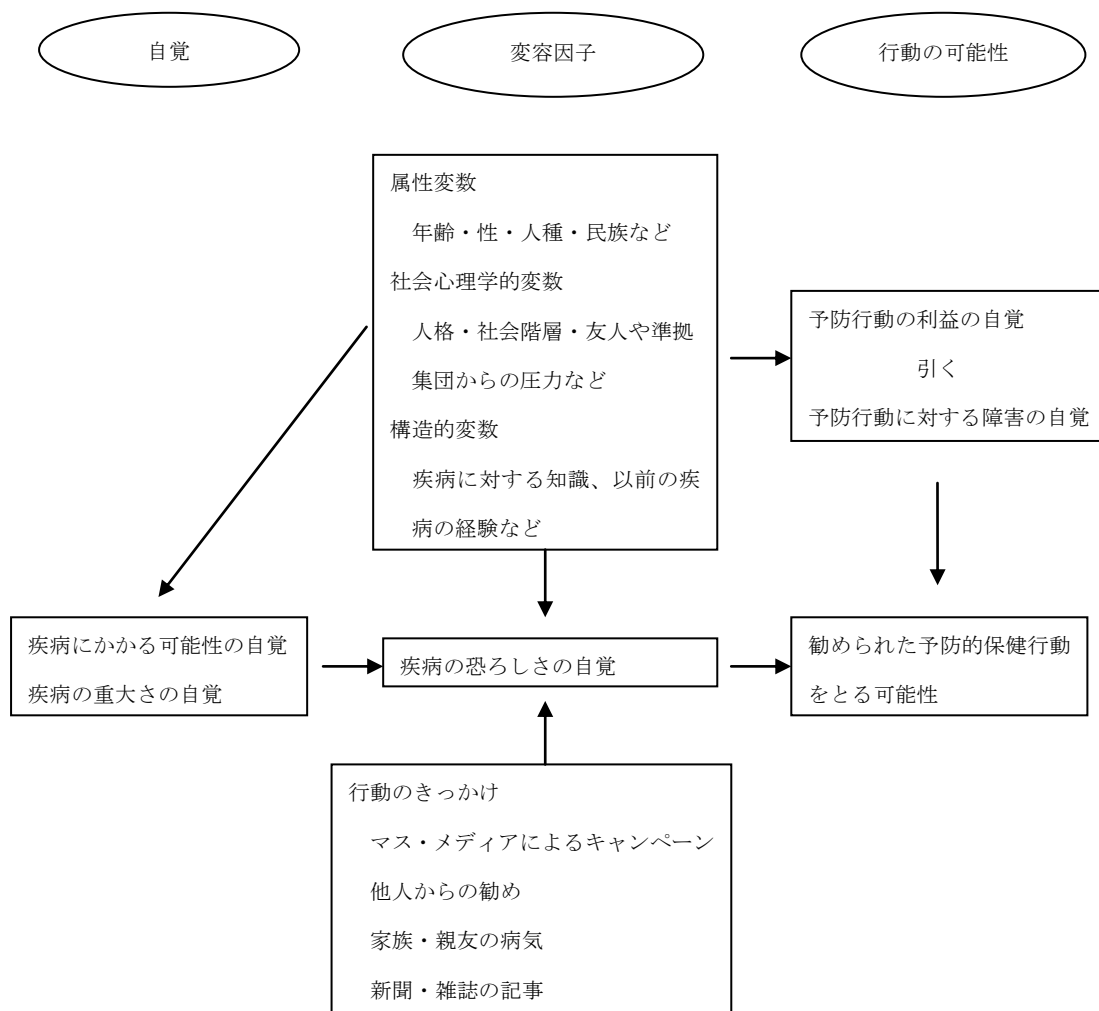 自覚
変容因子
行動の可能性
属性変数
年齢・性・人種・民族など
社会心理学的変数
人格・社会階層・友人や準拠
集団からの圧力など
構造的変数
疾病に対する知識、以前の疾
病の経験など
予防行動の利益の自覚
引く
予防行動に対する障害の自覚
疾病にかかる可能性の自覚
疾病の重大さの自覚
疾病の恐ろしさの自覚
勧められた予防的保健行動
をとる可能性
行動のきっかけ
マス・メディアによるキャンペーン
他人からの勧め
家族・親友の病気
新聞・雑誌の記事